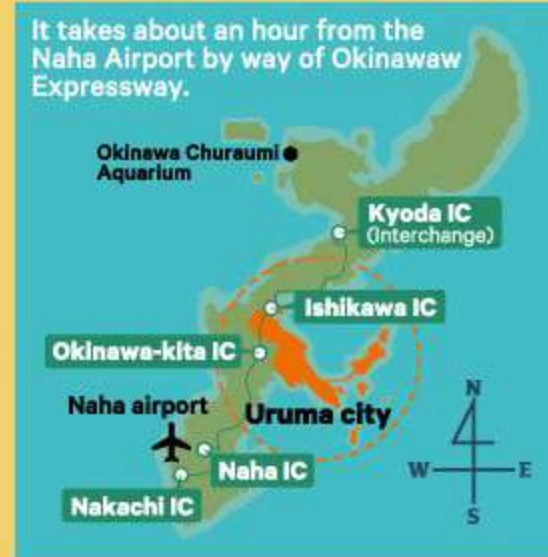 It takes about an hour from the
Naha Airport by way of Okinawaw
Expressway.
Okinawa Churaumi
Aquarium
Kyoda IC
(Interchange)
Ishikawa IC
Okinawa-kita IC
Naha airport
Uruma city
Naha IC
Nakachi IC
N
W
E
S